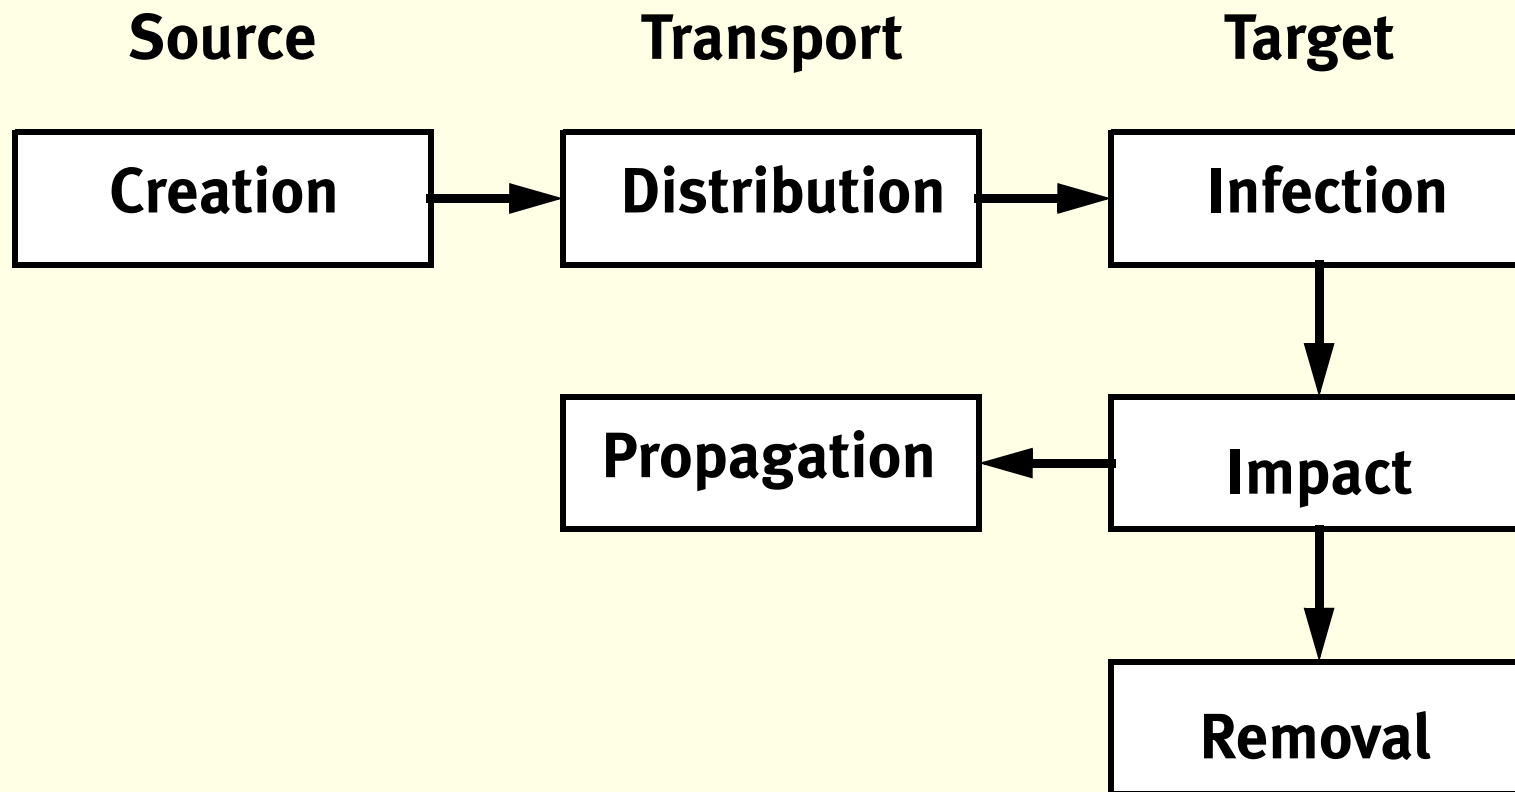 Source Transport Target
Creation Distribution Infection
Propagation Impact
Removal